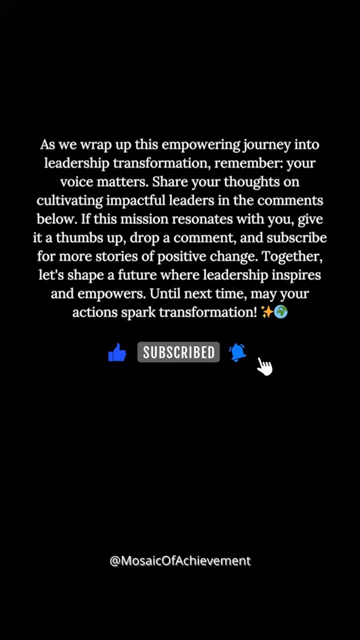 As we wrap up this empowering journey into
leadership transformation, remember: your
voice matters. Share your thoughts on
cultivating impactful leaders in the comments
below. If this mission resonates with you, give
it a thumbs up, drop a comment, and subscribe
for more stories of positive change. Together,
let's shape a future where leadership inspires
and empowers. Until next time, may your
actions spark transformation! ✨🌍
SUBSCRIBED
@MosaicOfAchievement